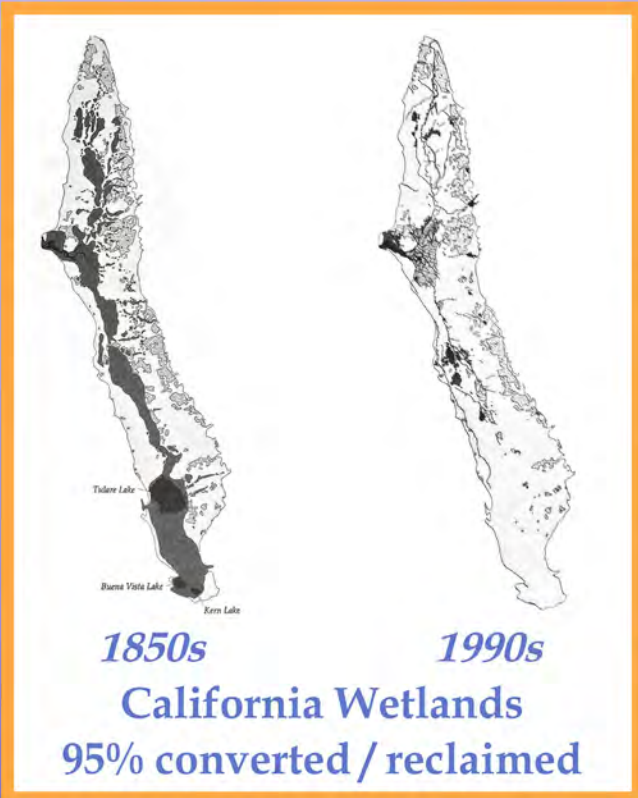 Tulare Lake
Buena Vista Lake
Kern Lake
1850s
1990s
California Wetlands
95% converted / reclaimed